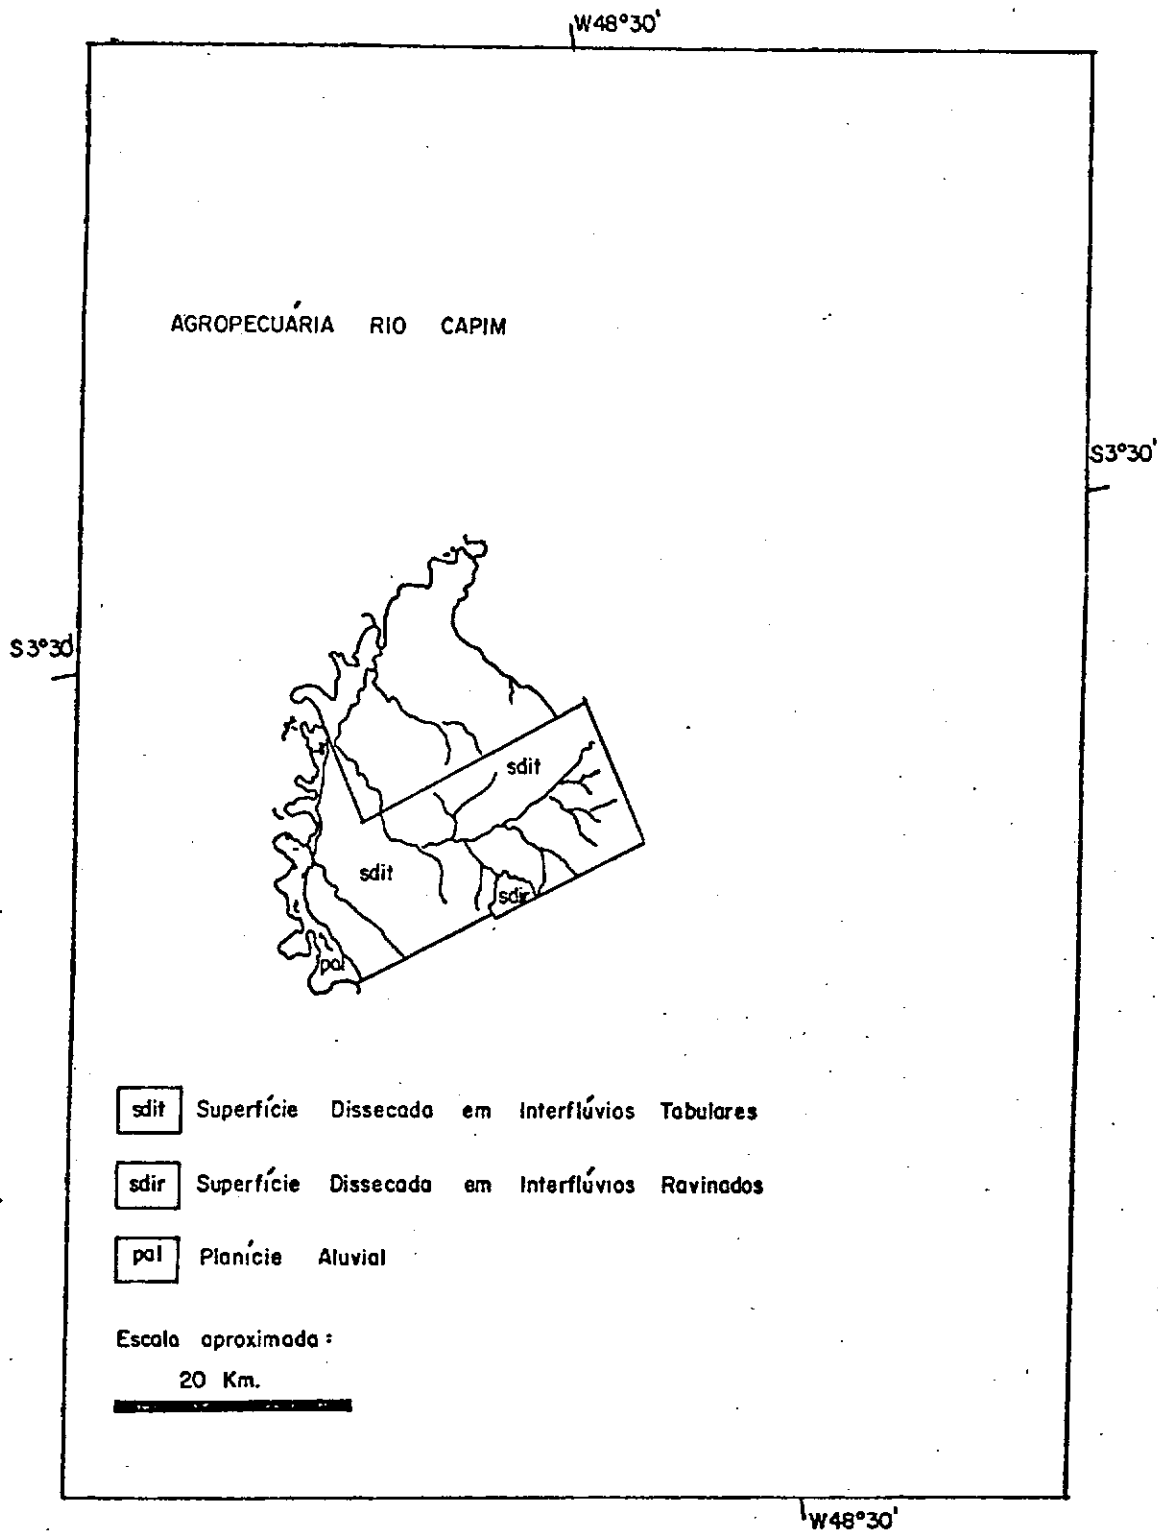 W48°30'
AGROPECUÁRIA RIO CAPIM
S3°30'
S3°30'
sdit
sdit
sdir
pal
sdit Superfície Dissecada em Interflúvios Tabulares
sdir Superfície Dissecada em Interflúvios Ravinados
pal Planície Aluvial
Escala aproximada:
20 Km.
W48°30'